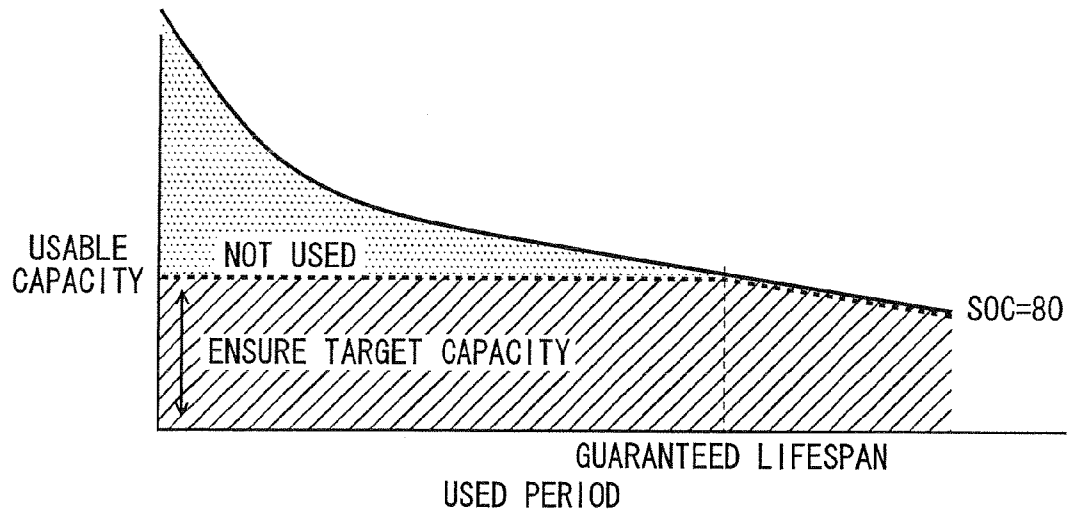 USABLE
CAPACITY
NOT USED
ENSURE TARGET CAPACITY
SOC=80
GUARANTEED LIFESPAN
USED PERIOD